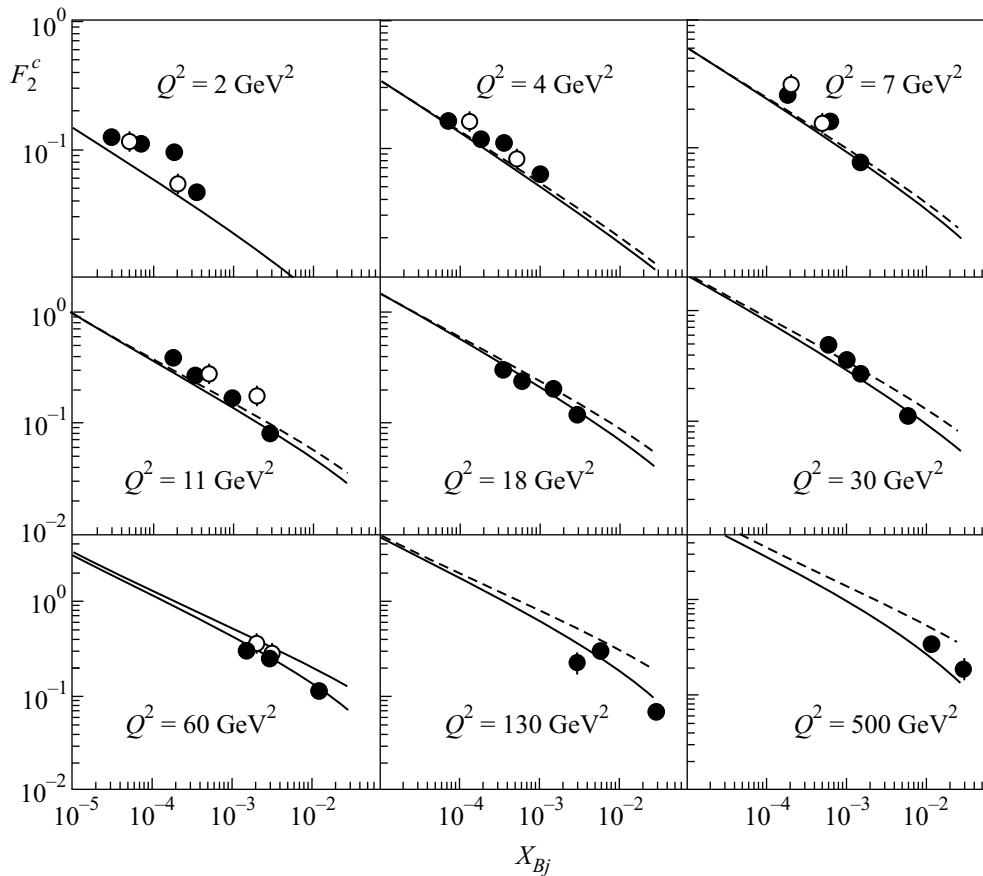 10^0
F_2^c
Q^2 = 2 GeV^2
Q^2 = 4 GeV^2
Q^2 = 7 GeV^2
10^−1
10^0
10^−1
Q^2 = 11 GeV^2
Q^2 = 18 GeV^2
Q^2 = 30 GeV^2
10^−2
10^0
10^−1
Q^2 = 60 GeV^2
Q^2 = 130 GeV^2
Q^2 = 500 GeV^2
10^−2
10^−5 10^−4 10^−3 10^−2 10^−4 10^−3 10^−2 10^−4 10^−3 10^−2
X_Bj